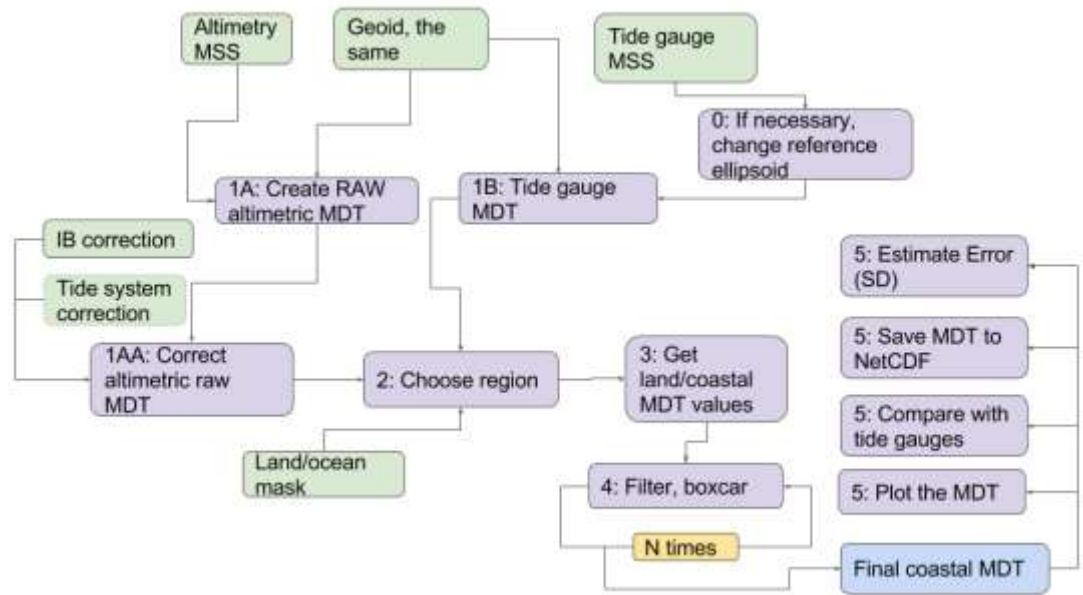 Altimetry
MSS
Geoid, the
same
Tide gauge
MSS
0: If necessary,
change reference
ellipsoid
1A: Create RAW
altimetric MDT
1B: Tide gauge
MDT
IB correction
Tide system
correction
1AA: Correct
altimetric raw
MDT
2: Choose region
3: Get
land/coastal
MDT values
Land/ocean
mask
4: Filter, boxcar
N times
5: Estimate Error
(SD)
5: Save MDT to
NetCDF
5: Compare with
tide gauges
5: Plot the MDT
Final coastal MDT